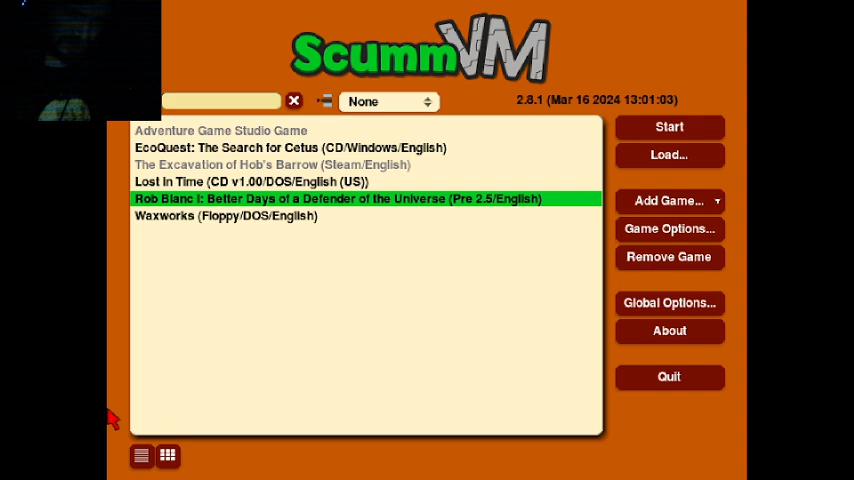 ScummVM
None
2.8.1 (Mar 16 2024 13:01:03)
Adventure Game Studio Game
EcoQuest: The Search for Cetus (CD/Windows/English)
The Excavation of Hob's Barrow (Steam/English)
Lost in Time (CD v1.00/DOS/English (US))
Rob Blanc I: Better Days of a Defender of the Universe (Pre 2.5/English)
Waxworks (Floppy/DOS/English)
Start
Load...
Add Game...
Game Options...
Remove Game
Global Options...
About
Quit